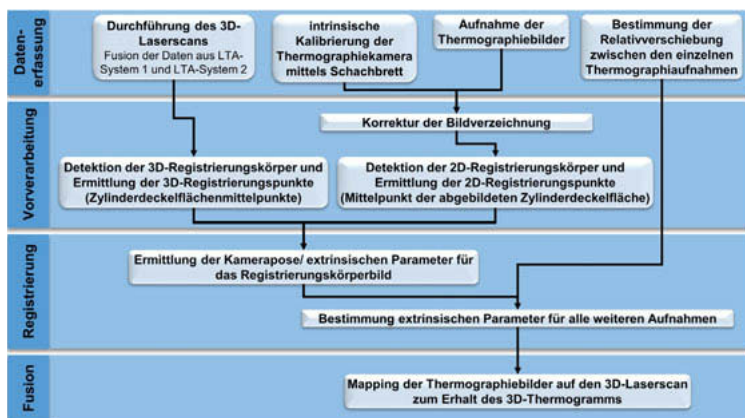 Daten-
erfassung
Durchführung des 3D-
Laserscans
Fusion der Daten aus LTA-
System 1 und LTA-System 2
intrinsische
Kalibrierung der
Thermographiekamera
mittels Schachbrett
Aufnahme der
Thermographiebilder
Bestimmung der
Relativverschiebung
zwischen den einzelnen
Thermographiaufnahmen
Vorverarbeitung
Korrektur der Bildverzeichnung
Detektion der 3D-Registrierungskörper und
Ermittlung der 3D-Registrierungspunkte
(Zylinderdeckelflächenmittelpunkte)
Detektion der 2D-Registrierungskörper und
Ermittlung der 2D-Registrierungspunkte
(Mittelpunkt der abgebildeten Zylinderdeckelfläche)
Registrierung
Ermittlung der Kamerapose/ extrinsischen Parameter für
das Registrierungskörperbild
Bestimmung extrinsischen Parameter für alle weiteren Aufnahmen
Fusion
Mapping der Thermographiebilder auf den 3D-Laserscan
zum Erhalt des 3D-Thermogramms